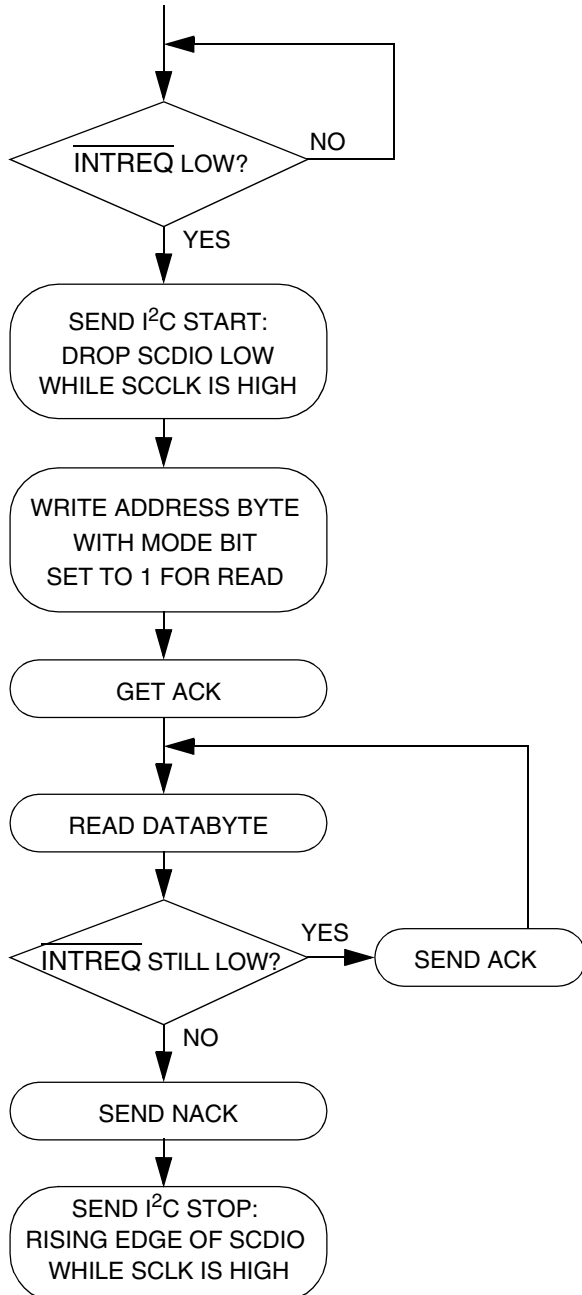 INTREQ LOW?
NO
YES
SEND I²C START:
DROP SCDIO LOW
WHILE SCCLK IS HIGH
WRITE ADDRESS BYTE
WITH MODE BIT
SET TO 1 FOR READ
GET ACK
READ DATABYTE
INTREQ STILL LOW?
YES
SEND ACK
NO
SEND NACK
SEND I²C STOP:
RISING EDGE OF SCDIO
WHILE SCLK IS HIGH